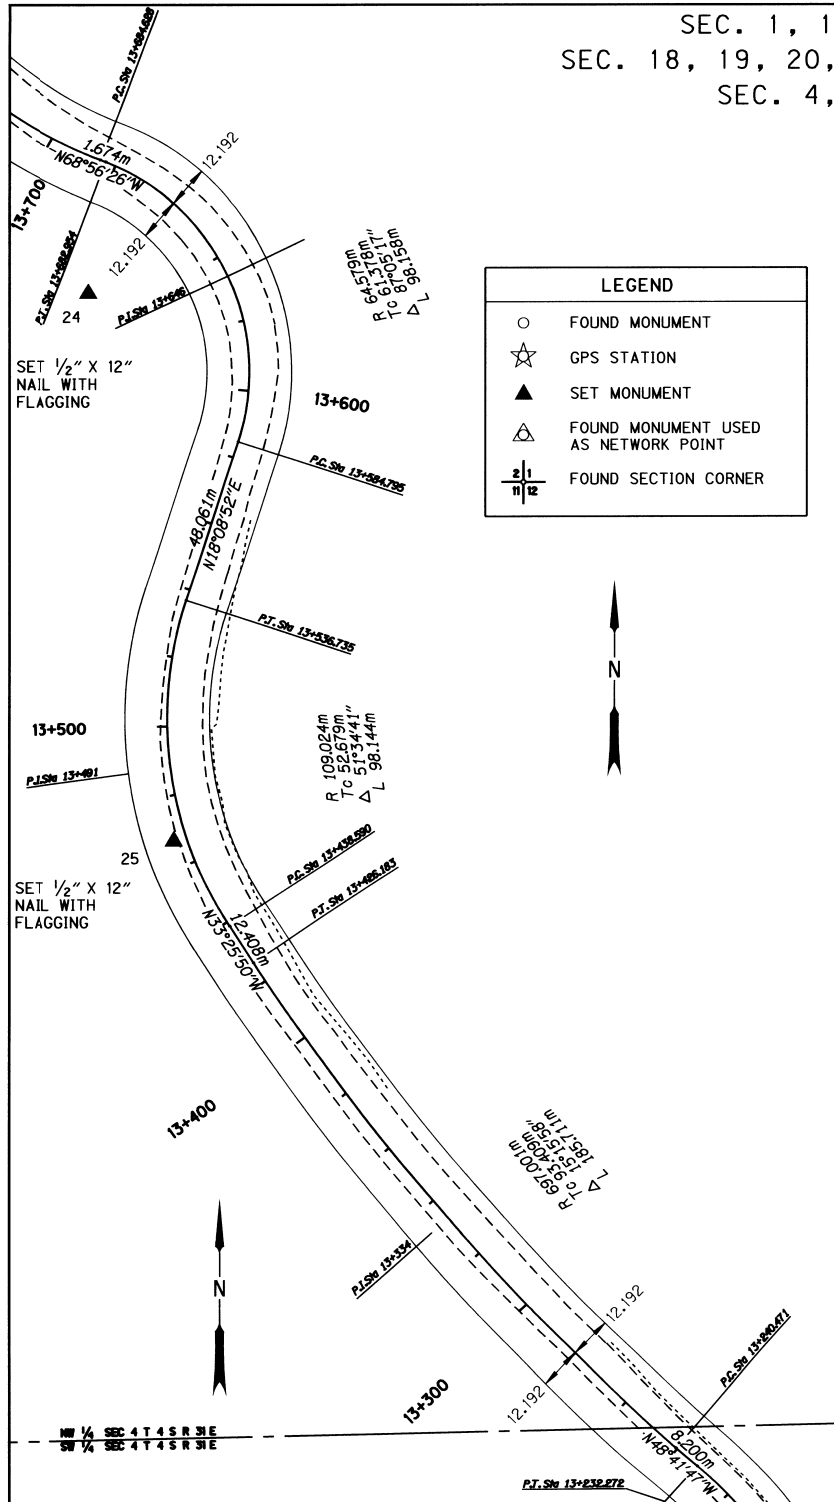 SEC. 1, 1
SEC. 18, 19, 20,
SEC. 4,
P.C. Sta 13+684.628
1.674m
N68°56'26"W
12.192
12.192
13+700
P.T. Sta 13+682.954
P.I. Sta 13+646
24
SET 1/2" X 12"
NAIL WITH
FLAGGING
R 64.579m
Tc 61.378m
Δ 87°05'17"
L 98.158m
LEGEND
FOUND MONUMENT
GPS STATION
SET MONUMENT
FOUND MONUMENT USED
AS NETWORK POINT
2 1
11 12
FOUND SECTION CORNER
13+600
P.C. Sta 13+584.795
48.061m
N18°08'52"E
P.T. Sta 13+536.735
N
13+500
P.I. Sta 13+491
R 109.024m
Tc 52.679m
Δ 51°34'41"
L 98.144m
25
SET 1/2" X 12"
NAIL WITH
FLAGGING
P.C. Sta 13+438.590
P.T. Sta 13+426.183
12.408m
N33°25'50"W
13+400
R 697.001m
Tc 93.409m
Δ 15°15'58"
L 185.711m
P.I. Sta 13+334
N
12.192
12.192
13+300
P.C. Sta 13+240.471
NW 1/4 SEC 4 T 4 S R 31 E
SW 1/4 SEC 4 T 4 S R 31 E
8.200m
N48°41'47"W
P.T. Sta 13+232.272